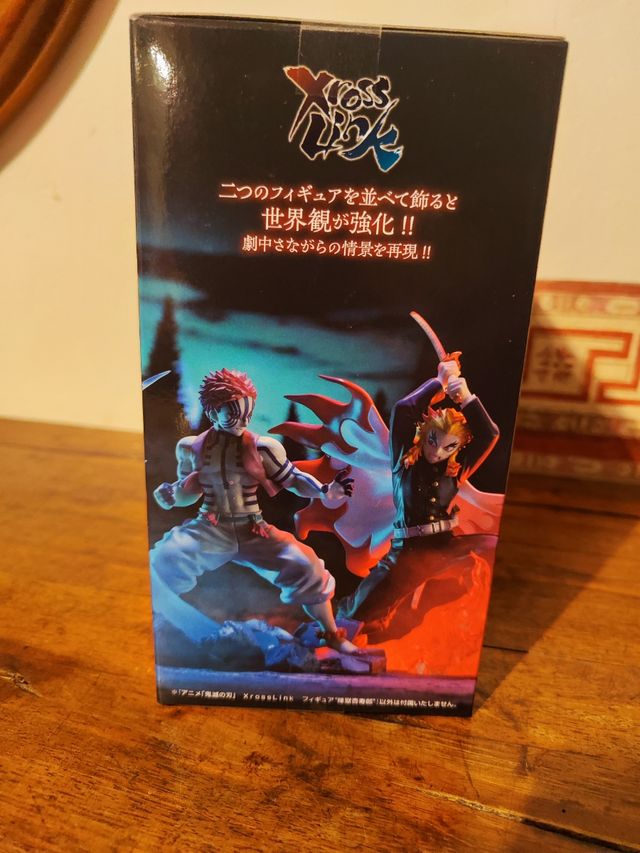 Xross
Link
二つのフィギュアを並べて飾ると
世界観が強化!!
劇中さながらの情景を再現!!
※「アニメ「鬼滅の刃」 XrossLink フィギュア“煉獄杏寿郎”」以外は付属いたしません。